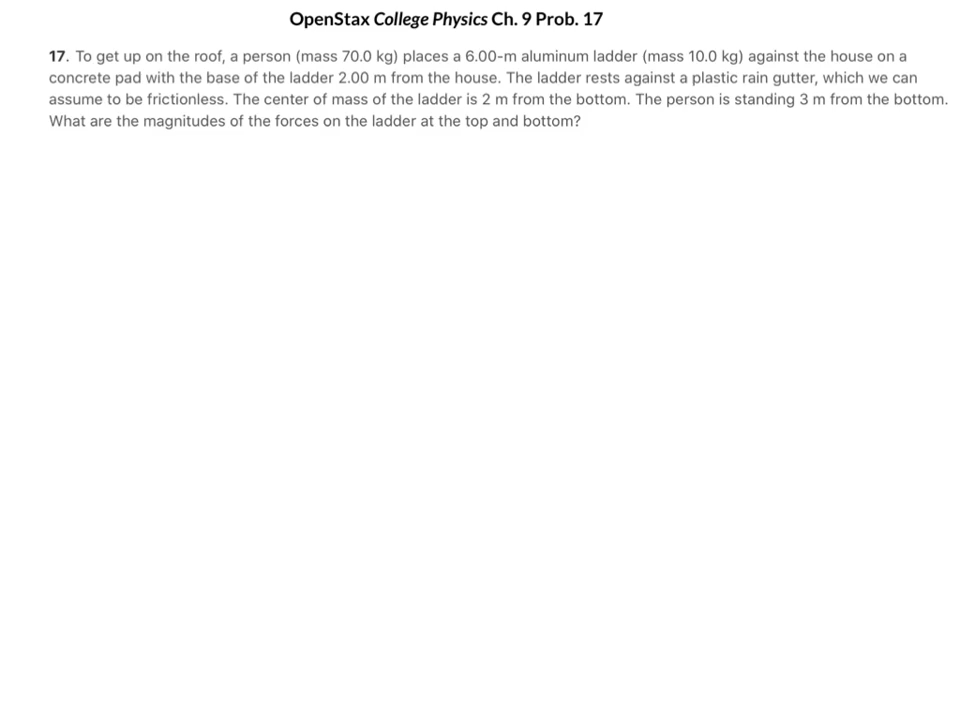 OpenStax College Physics Ch. 9 Prob. 17
17. To get up on the roof, a person (mass 70.0 kg) places a 6.00-m aluminum ladder (mass 10.0 kg) against the house on a
concrete pad with the base of the ladder 2.00 m from the house. The ladder rests against a plastic rain gutter, which we can
assume to be frictionless. The center of mass of the ladder is 2 m from the bottom. The person is standing 3 m from the bottom.
What are the magnitudes of the forces on the ladder at the top and bottom?